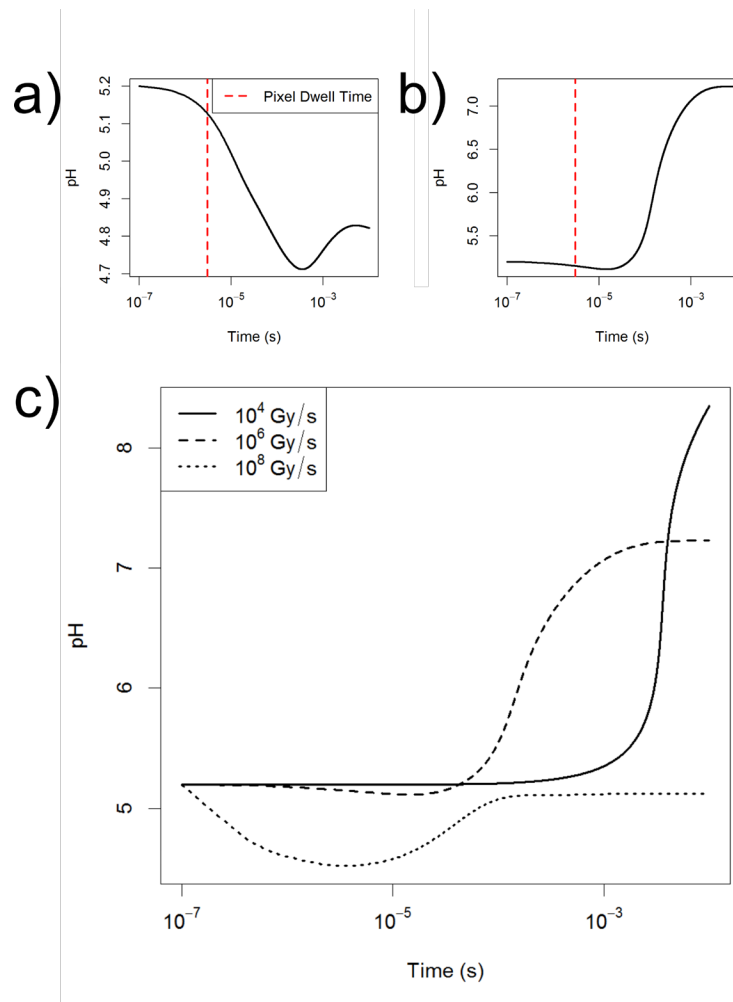 a)
5.2
5.1
5.0
4.9
4.8
4.7
pH
Pixel Dwell Time
10⁻⁷ 10⁻⁵ 10⁻³
Time (s)
b)
7.0
6.5
6.0
5.5
pH
10⁻⁷ 10⁻⁵ 10⁻³
Time (s)
c)
10⁴ Gy/s
10⁶ Gy/s
10⁸ Gy/s
8
7
6
5
pH
10⁻⁷ 10⁻⁵ 10⁻³
Time (s)